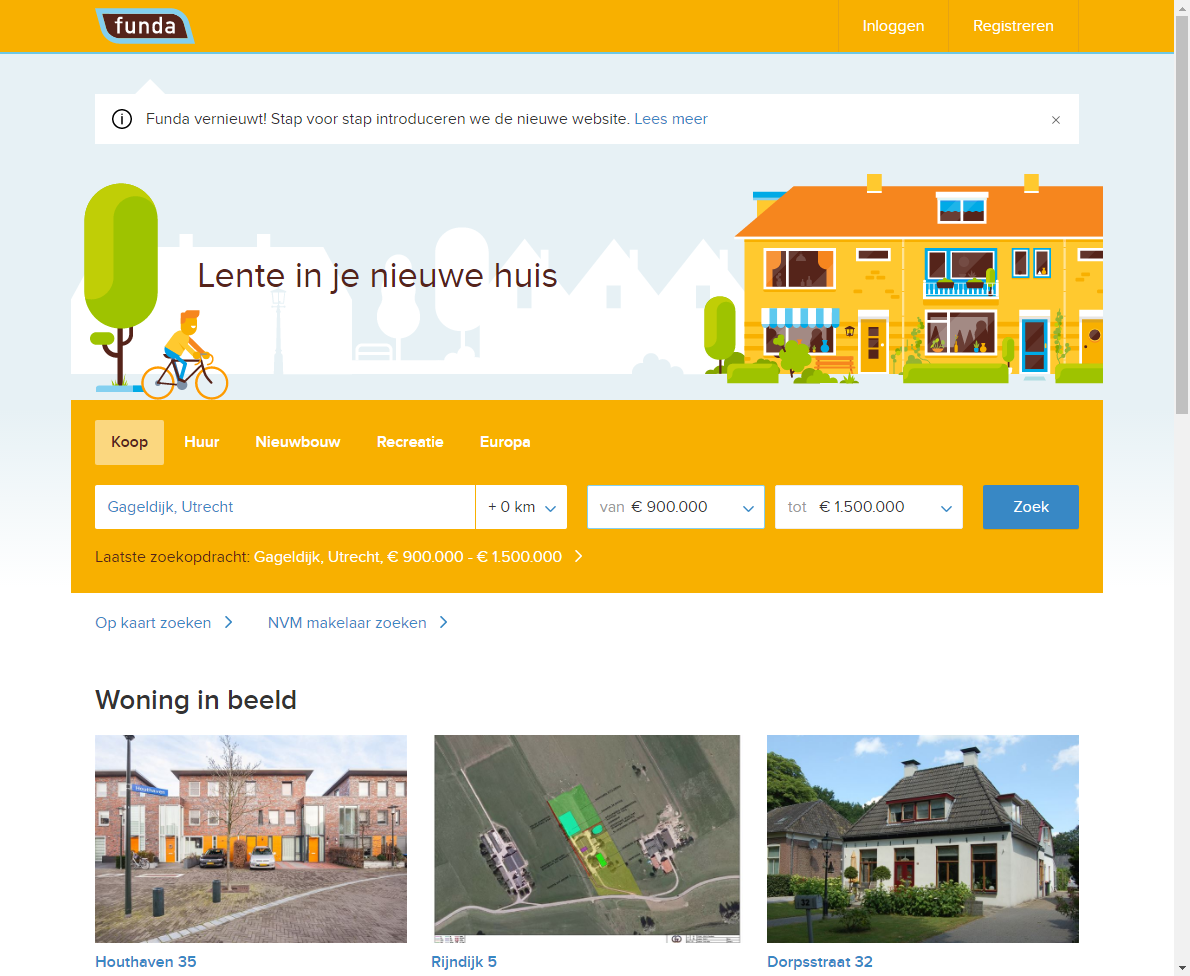 funda
Inloggen
Registreren
Funda vernieuwt! Stap voor stap introduceren we de nieuwe website. Lees meer
Lente in je nieuwe huis
Koop
Huur
Nieuwbouw
Recreatie
Europa
Gageldijk, Utrecht
+ 0 km
van € 900.000
tot € 1.500.000
Zoek
Laatste zoekopdracht: Gageldijk, Utrecht, € 900.000 - € 1.500.000
Op kaart zoeken
NVM makelaar zoeken
Woning in beeld
32
Houthaven 35
Rijndijk 5
Dorpsstraat 32